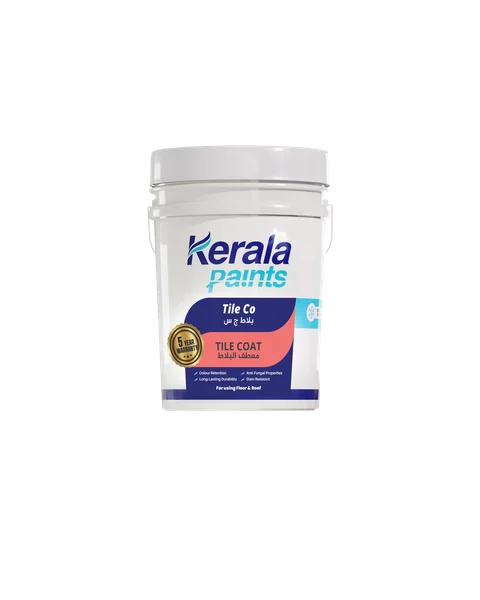 Kerala
Paints
Tile Co
بلاط ج س
5
YEAR
WARRANTY
TILE COAT
معطف البلاط
Colour Retention
Anti Fungal Properties
Long-Lasting Durability
Stain Resistant
For using Floor & Roof